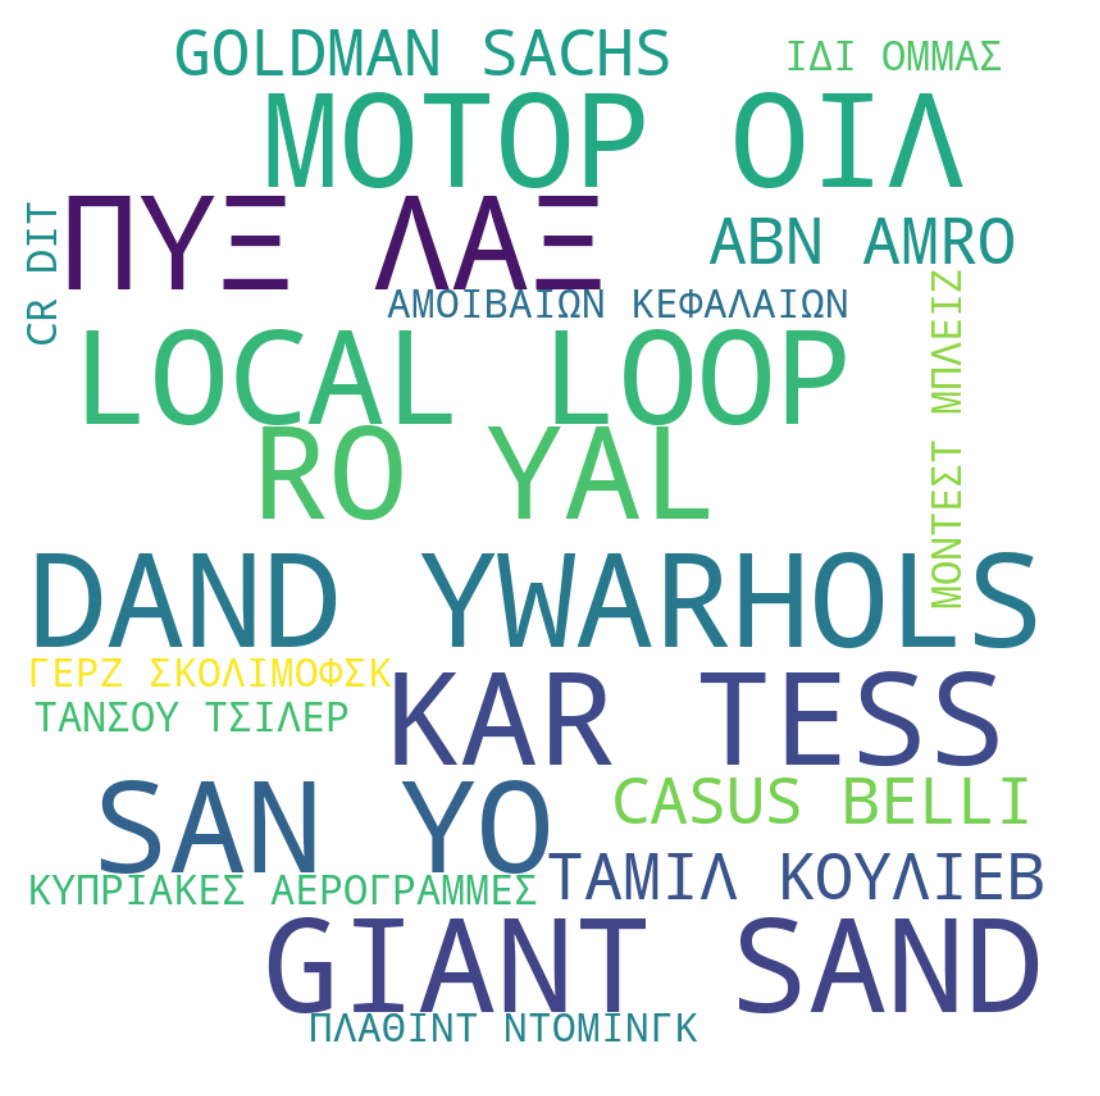 GOLDMAN SACHS
ΙΔΙ ΟΜΜΑΣ
ΜΟΤΟΡ ΟΙΛ
ΠΥΞ ΛΑΞ
CR DIT
ABN AMRO
ΑΜΟΙΒΑΙΩΝ ΚΕΦΑΛΑΙΩΝ
ΜΟΝΤΕΣΤ ΜΠΛΕΙΖ
LOCAL LOOP
RO YAL
DAND YWARHOLS
ΓΕΡΖ ΣΚΟΛΙΜΟΦΣΚ
KAR TESS
ΤΑΝΣΟΥ ΤΣΙΛΕΡ
SAN YO
CASUS BELLI
ΤΑΜΙΛ ΚΟΥΛΙΕΒ
ΚΥΠΡΙΑΚΕΣ ΑΕΡΟΓΡΑΜΜΕΣ
GIANT SAND
ΠΛΑΘΙΝΤ ΝΤΟΜΙΝΓΚ